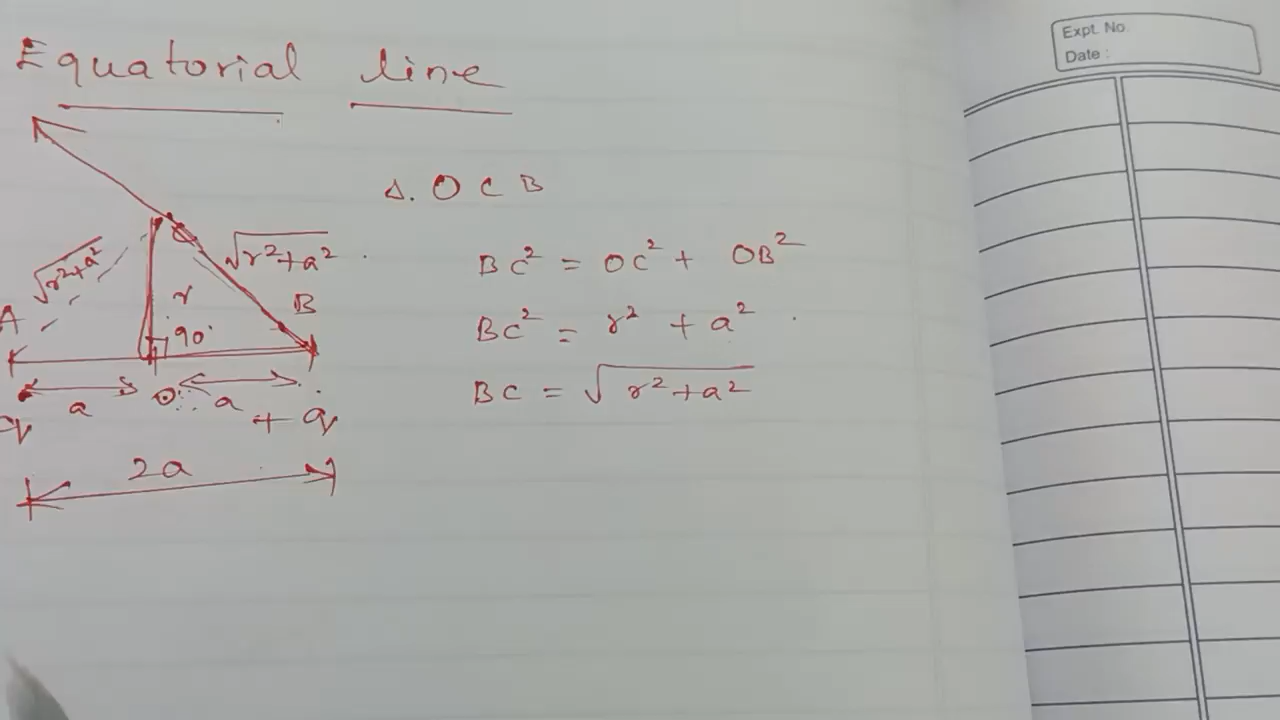 Equatorial line
Δ. O C B
√r²+a²
√r²+a²
BC² = OC² + OB²
r
B
A
90°
BC² = r² + a²
BC = √r²+a²
a
O
a
q
+ q
2a
Expt. No.
Date :